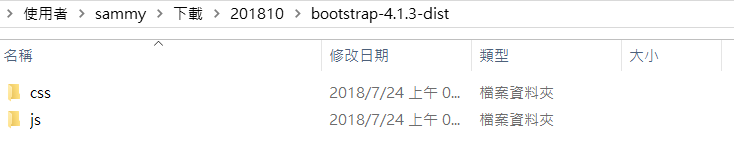 使用者 > sammy > 下載 > 201810 > bootstrap-4.1.3-dist
名稱 修改日期 類型 大小
css 2018/7/24 上午 0... 檔案資料夾
js 2018/7/24 上午 0... 檔案資料夾